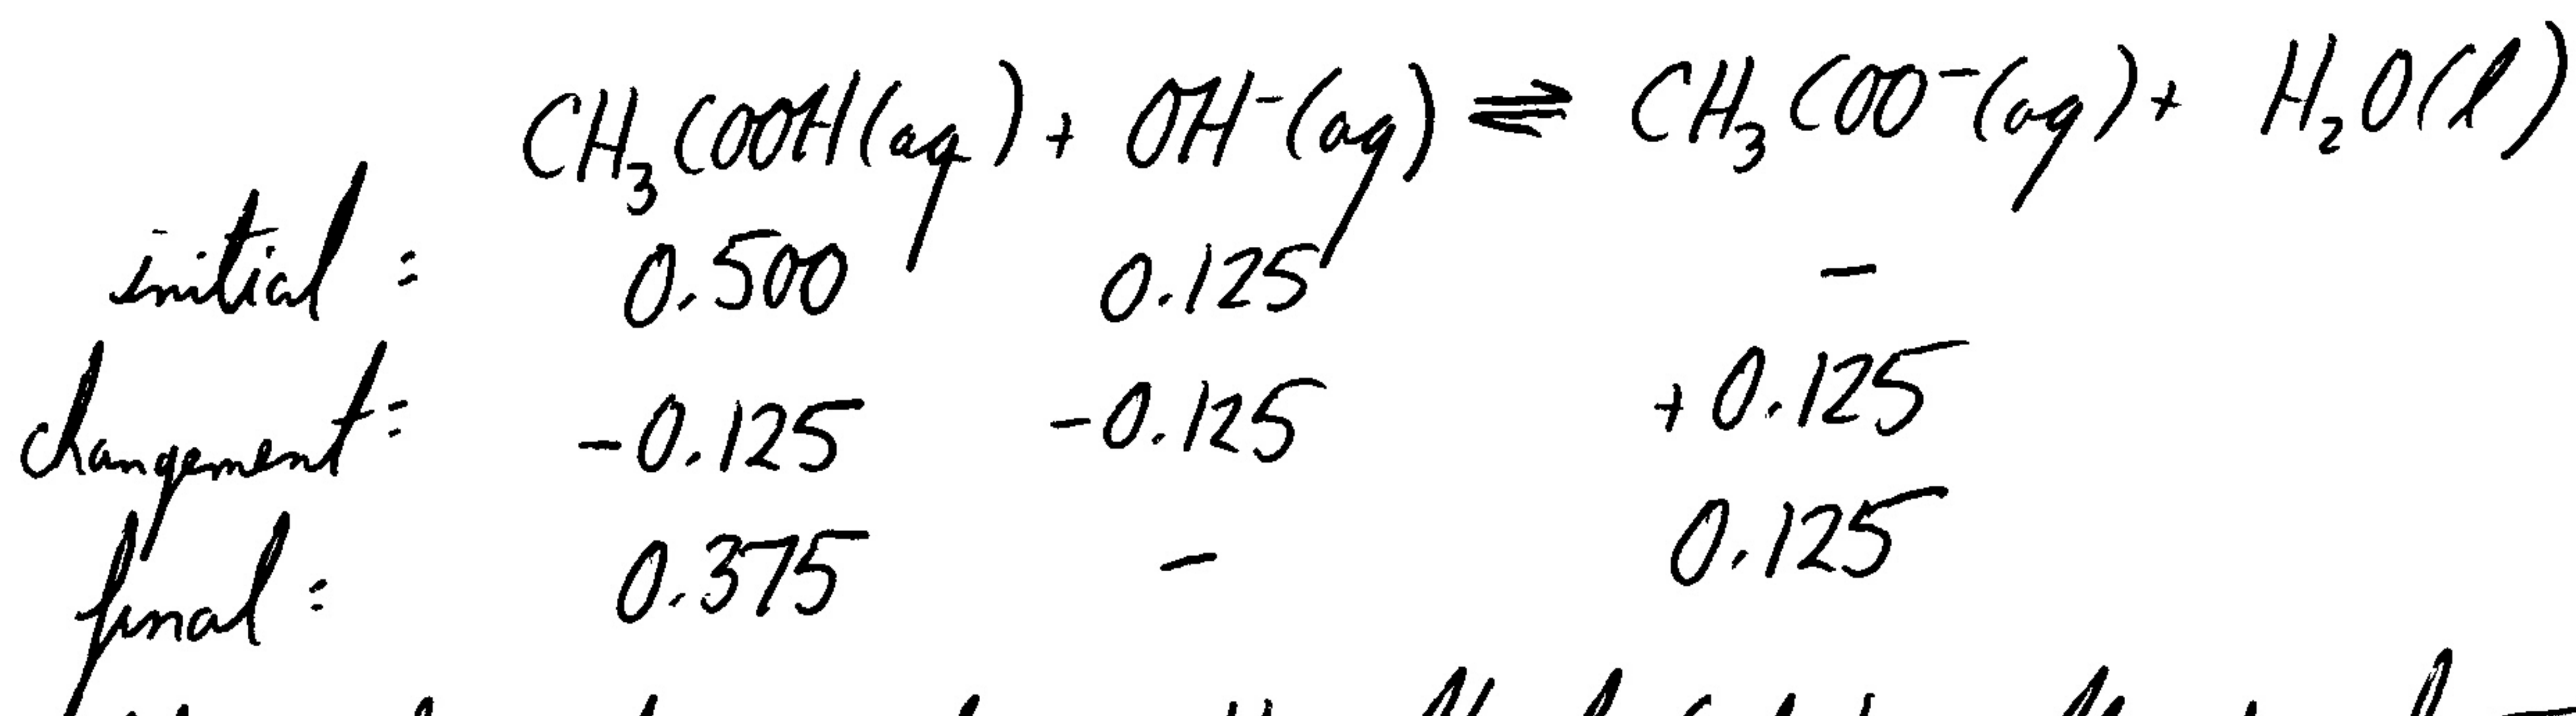 CH₃COOH(aq) + OH⁻(aq) ⇌ CH₃COO⁻(aq) + H₂O(l)
initial : 0.500 0.125 –
changement : -0.125 -0.125 +0.125
final : 0.375 – 0.125